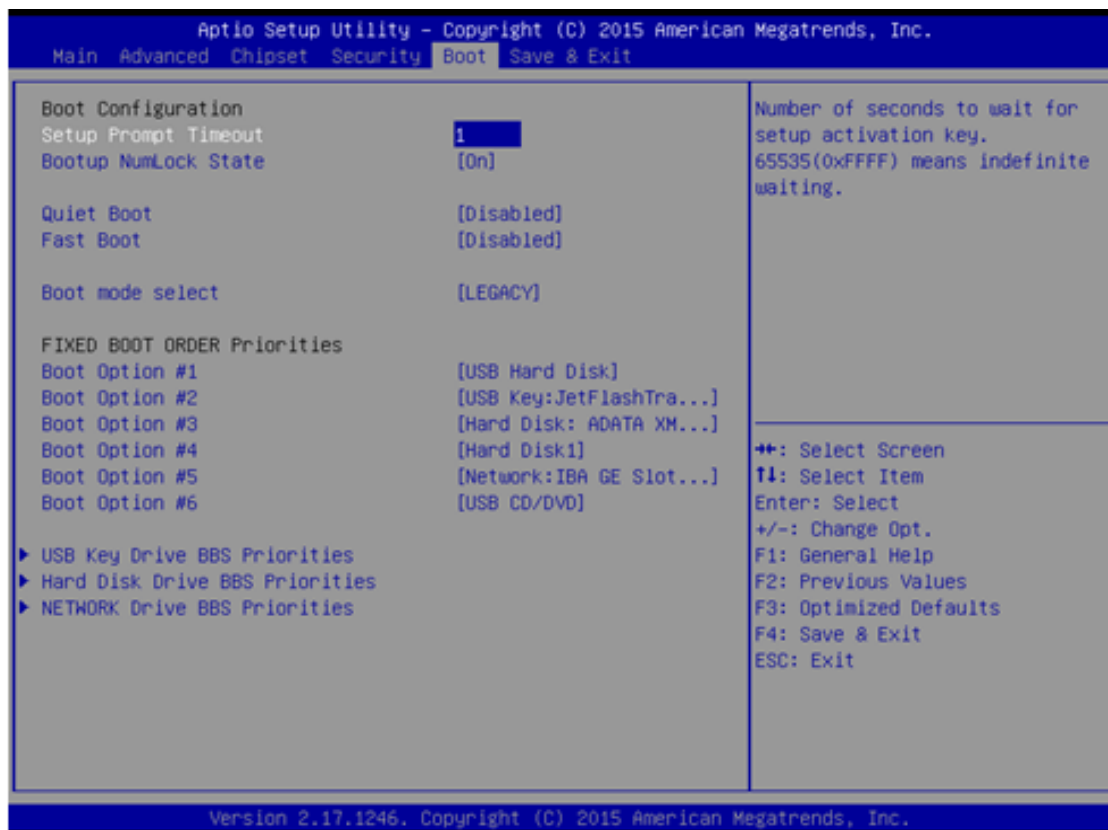 Aptio Setup Utility – Copyright (C) 2015 American Megatrends, Inc.
Main Advanced Chipset Security Boot Save & Exit
Boot Configuration
Setup Prompt Timeout 1
Bootup NumLock State [On]
Quiet Boot [Disabled]
Fast Boot [Disabled]
Boot mode select [LEGACY]
FIXED BOOT ORDER Priorities
Boot Option #1 [USB Hard Disk]
Boot Option #2 [USB Key:JetFlashTra...]
Boot Option #3 [Hard Disk: ADATA XM...]
Boot Option #4 [Hard Disk1]
Boot Option #5 [Network:IBA GE Slot...]
Boot Option #6 [USB CD/DVD]
▶ USB Key Drive BBS Priorities
▶ Hard Disk Drive BBS Priorities
▶ NETWORK Drive BBS Priorities
Number of seconds to wait for
setup activation key.
65535(0xFFFF) means indefinite
waiting.
→←: Select Screen
↑↓: Select Item
Enter: Select
+/-: Change Opt.
F1: General Help
F2: Previous Values
F3: Optimized Defaults
F4: Save & Exit
ESC: Exit
Version 2.17.1246. Copyright (C) 2015 American Megatrends, Inc.